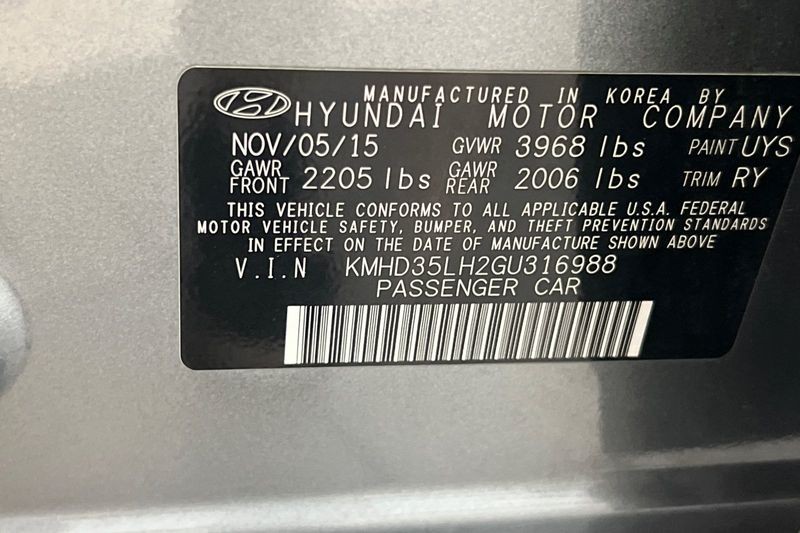 MANUFACTURED IN KOREA BY
HYUNDAI MOTOR COMPANY
NOV/05/15 GVWR 3968 lbs PAINT UYS
GAWR FRONT 2205 lbs GAWR REAR 2006 lbs TRIM RY
THIS VEHICLE CONFORMS TO ALL APPLICABLE U.S.A. FEDERAL
MOTOR VEHICLE SAFETY, BUMPER, AND THEFT PREVENTION STANDARDS
IN EFFECT ON THE DATE OF MANUFACTURE SHOWN ABOVE
V.I.N KMHD35LH2GU316988
PASSENGER CAR